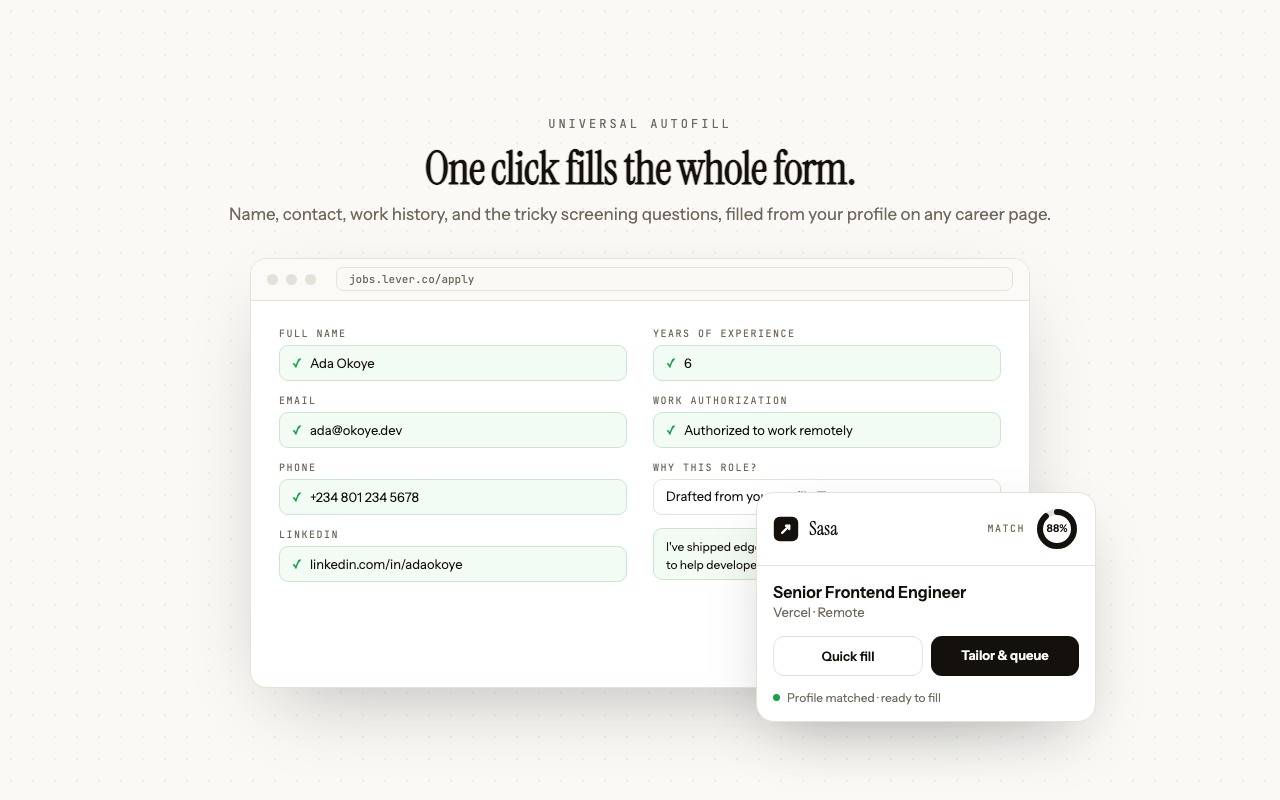 UNIVERSAL AUTOFILL
One click fills the whole form.
Name, contact, work history, and the tricky screening questions, filled from your profile on any career page.
jobs.lever.co/apply
FULL NAME
✓ Ada Okoye
EMAIL
✓ ada@okoye.dev
PHONE
✓ +234 801 234 5678
LINKEDIN
✓ linkedin.com/in/adaokoye
YEARS OF EXPERIENCE
✓ 6
WORK AUTHORIZATION
✓ Authorized to work remotely
WHY THIS ROLE?
Drafted from
I've shipped
to help
Sasa
MATCH
88%
Senior Frontend Engineer
Vercel · Remote
Quick fill
Tailor & queue
Profile matched · ready to fill